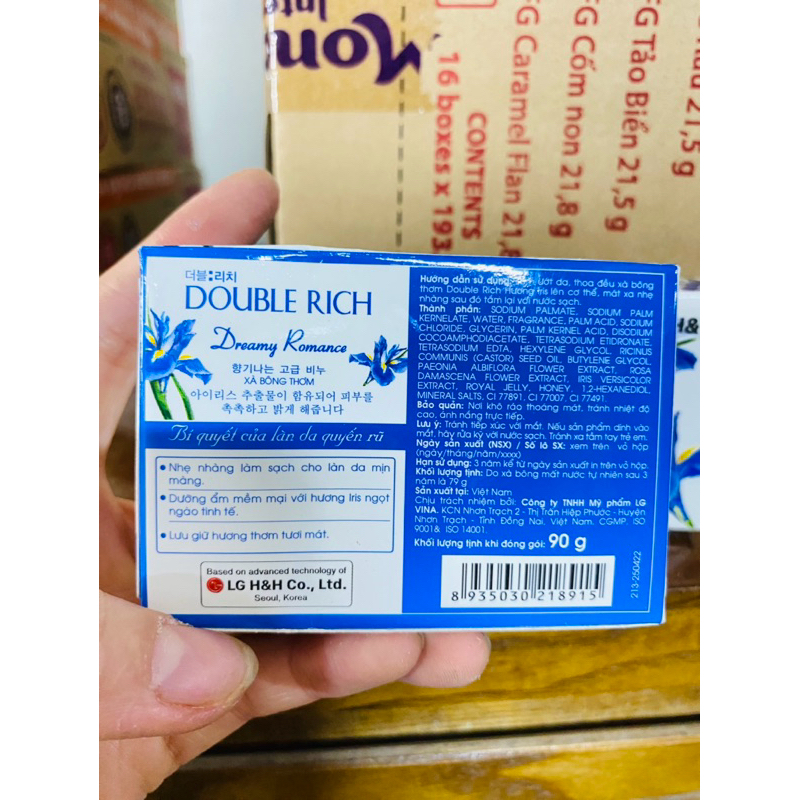 Mon
Inte
CONTENTS
16 boxes x 193
FG Caramel Flan 21,
FG Cốm non 21,8 g
FG Tảo Biển 21,5 g
21,5 g
더블:리치
DOUBLE RICH
Dreamy Romance
향기나는 고급 비누
XÀ BÔNG THƠM
아이리스 추출물이 함유되어 피부를
촉촉하고 밝게 해줍니다
Bí quyết của làn da quyến rũ
• Nhẹ nhàng làm sạch cho làn da mịn
màng.
• Dưỡng ẩm mềm mại với hương Iris ngọt
ngào tinh tế.
• Lưu giữ hương thơm tươi mát.
Based on advanced technology of
LG H&H Co., Ltd.
Seoul, Korea
Hướng dẫn sử dụng: ướt da, thoa đều xà bông
thơm Double Rich Hương Iris lên cơ thể, mát xa nhẹ
nhàng sau đó tắm lại với nước sạch.
Thành phần: SODIUM PALMATE, SODIUM PALM
KERNELATE, WATER, FRAGRANCE, PALM ACID, SODIUM
CHLORIDE, GLYCERIN, PALM KERNEL ACID, DISODIUM
COCOAMPHODIACETATE, TETRASODIUM ETIDRONATE,
TETRASODIUM EDTA, HEXYLENE GLYCOL, RICINUS
COMMUNIS (CASTOR) SEED OIL, BUTYLENE GLYCOL,
PAEONIA ALBIFLORA FLOWER EXTRACT, ROSA
DAMASCENA FLOWER EXTRACT, IRIS VERSICOLOR
EXTRACT, ROYAL JELLY, HONEY, 1,2-HEXANEDIOL,
MINERAL SALTS, CI 77891, CI 77007, CI 77491.
Bảo quản: Nơi khô ráo thoáng mát, tránh nhiệt độ
cao, ánh nắng trực tiếp.
Lưu ý: Tránh tiếp xúc với mắt. Nếu sản phẩm dính vào
mắt, hãy rửa kỹ với nước sạch. Tránh xa tầm tay trẻ em.
Ngày sản xuất (NSX) / Số lô SX: xem trên vỏ hộp
(ngày/tháng/năm/xxxx)
Hạn sử dụng: 3 năm kể từ ngày sản xuất in trên vỏ hộp.
Khối lượng tịnh: Do xà bông mất nước tự nhiên sau 3
năm là 79 g
Sản xuất tại: Việt Nam
Chịu trách nhiệm bởi: Công ty TNHH Mỹ phẩm LG
VINA. KCN Nhơn Trạch 2 - Thị Trấn Hiệp Phước - Huyện
Nhơn Trạch - Tỉnh Đồng Nai, Việt Nam. CGMP, ISO
9001& ISO 14001.
Khối lượng tịnh khi đóng gói: 90 g
8 935030 218915
213-250422
H&H